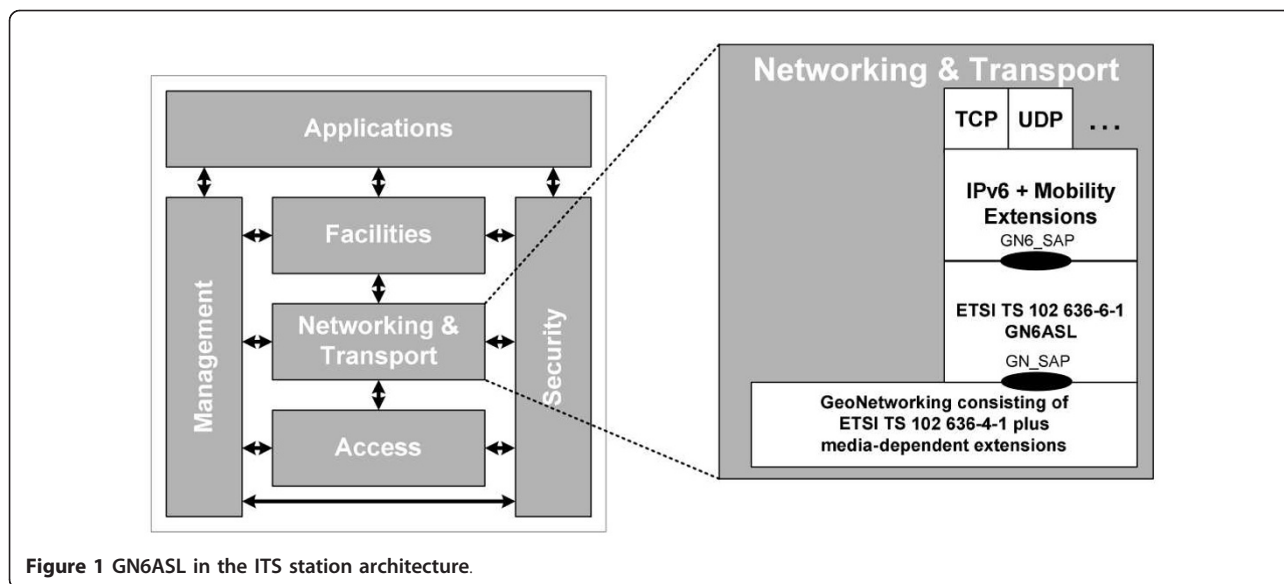 Applications
Management
Facilities
Networking &
Transport
Access
Security
Networking & Transport
TCP
UDP
...
IPv6 + Mobility
Extensions
GN6_SAP
ETSI TS 102 636-6-1
GN6ASL
GN_SAP
GeoNetworking consisting of
ETSI TS 102 636-4-1 plus
media-dependent extensions
Figure 1 GN6ASL in the ITS station architecture.